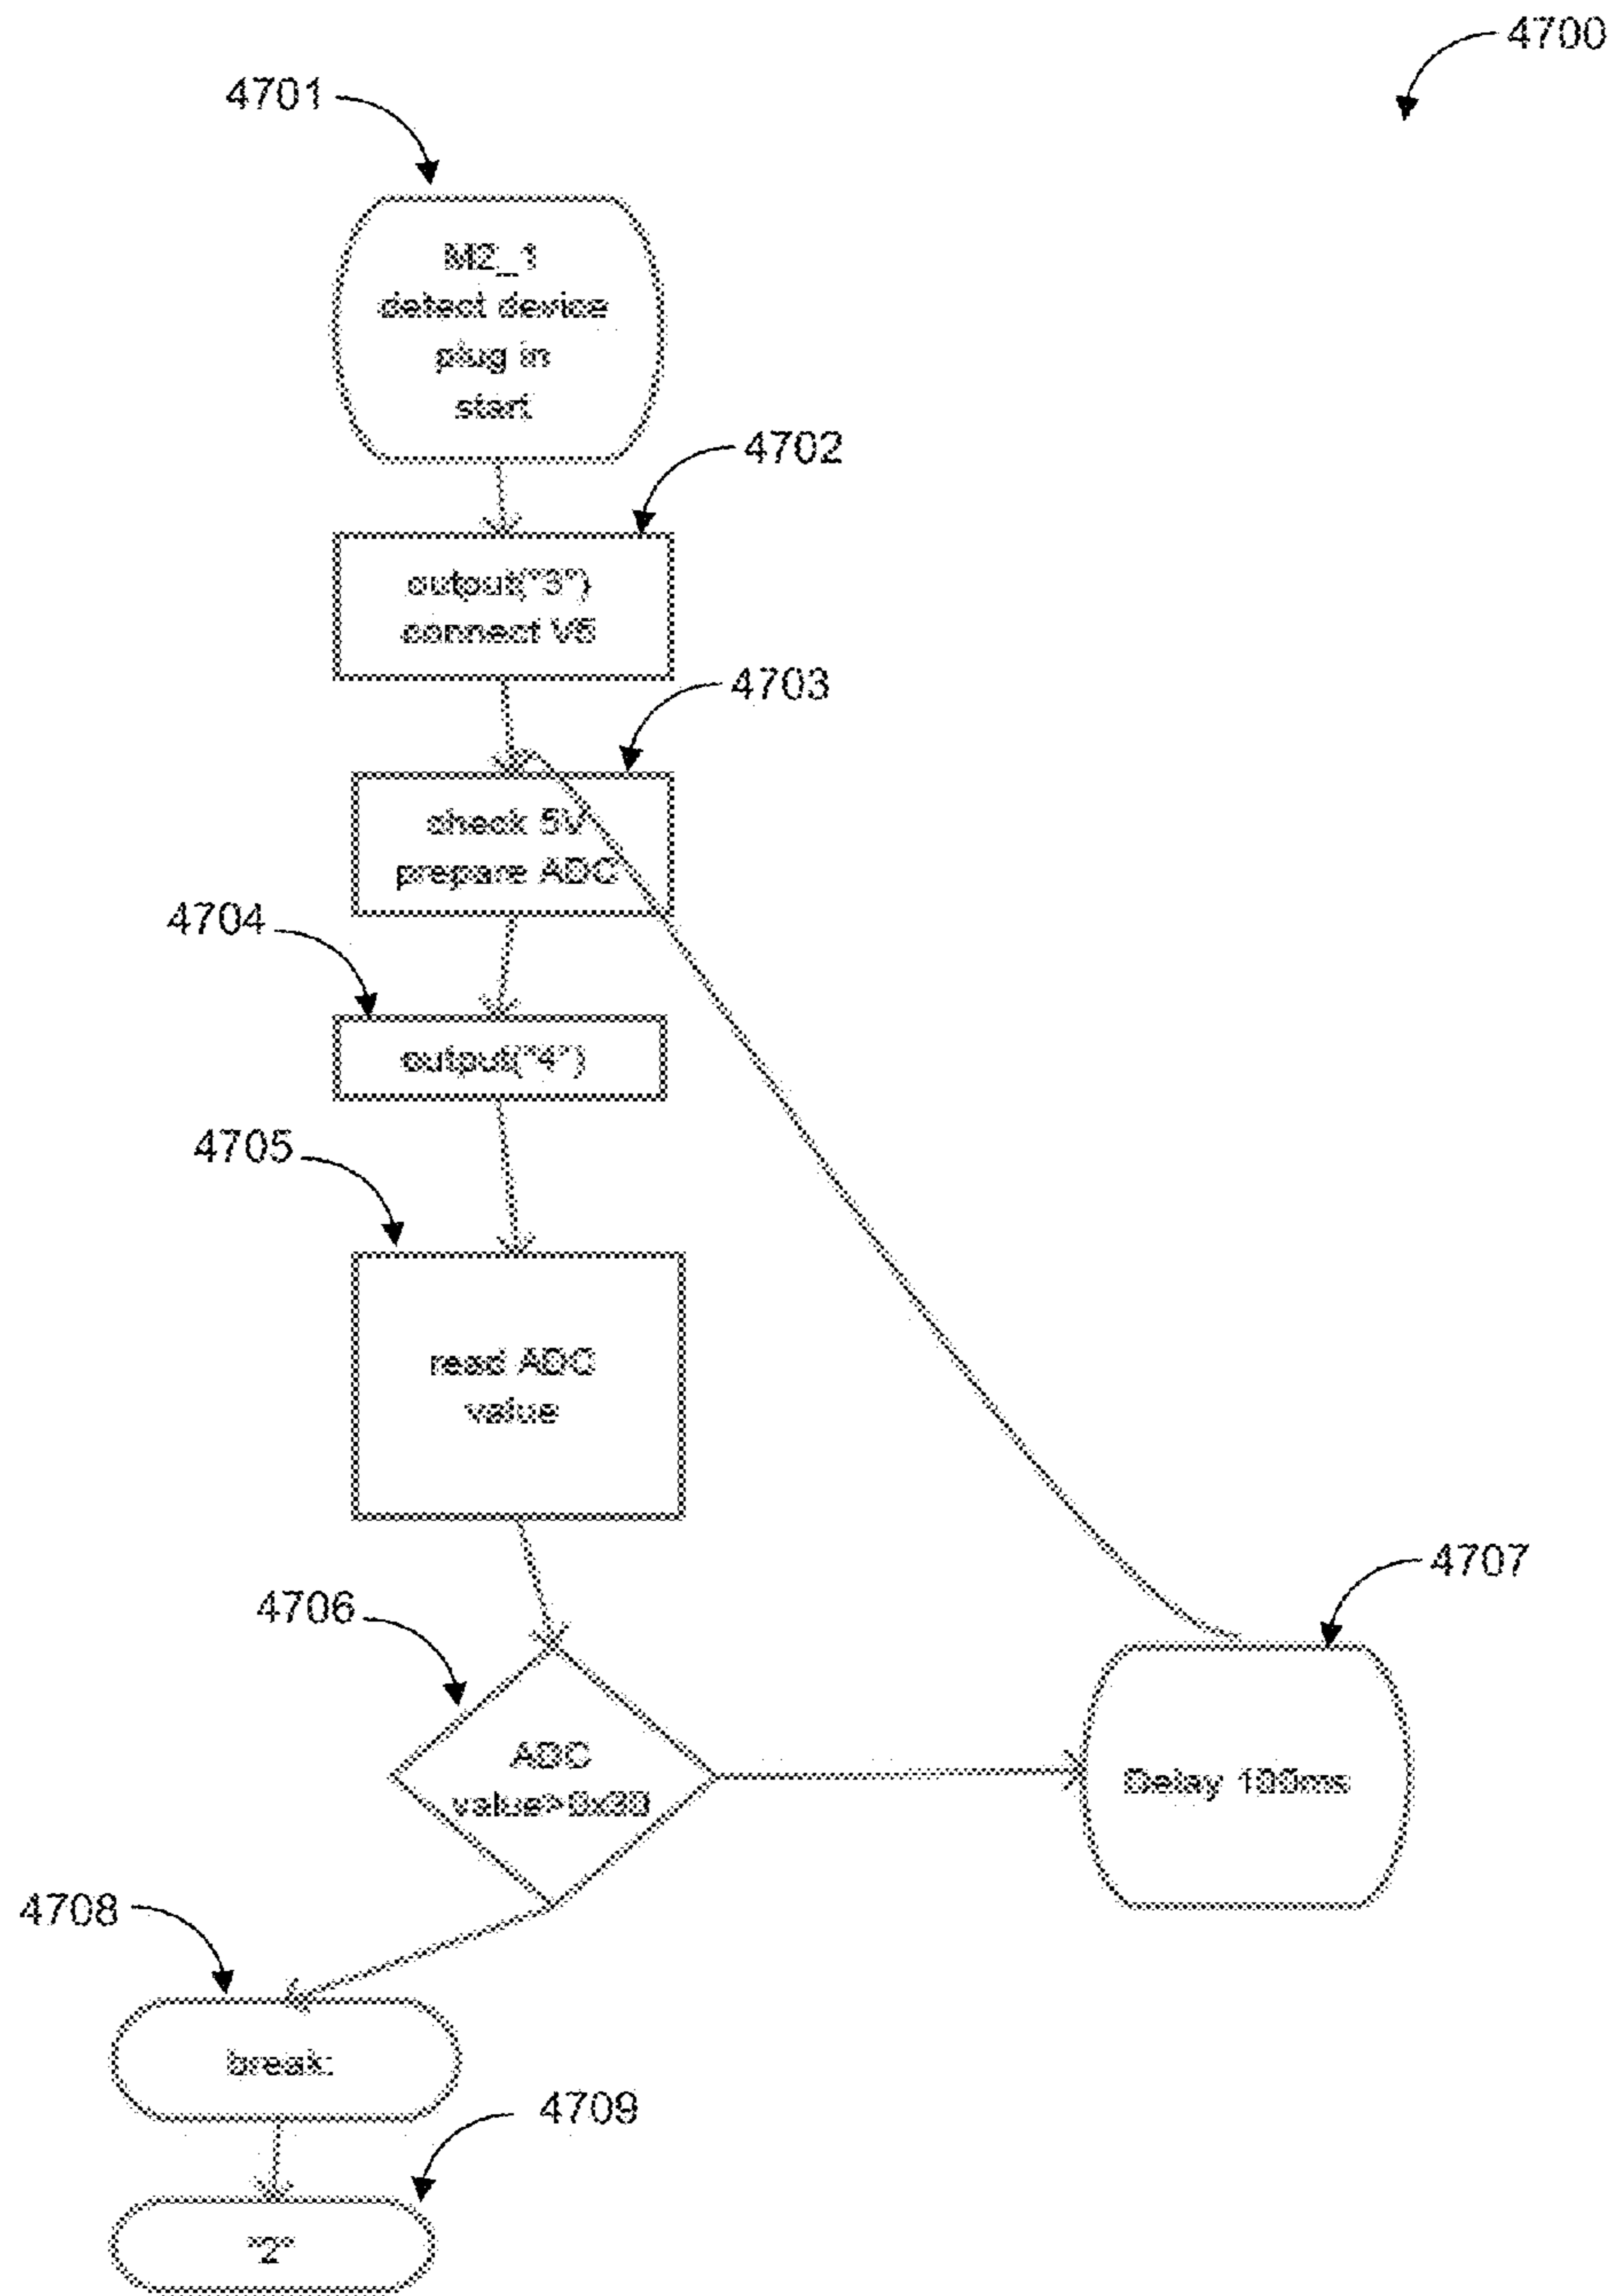 4700
4701
M2_1
detect device
plug in
start
4702
output("3")
connect V5
4703
check 5V
prepare ADC
4704
output("4")
4705
read ADC
value
4706
ADC
4707
Delay 100ms
4708
break;
4709
"2"